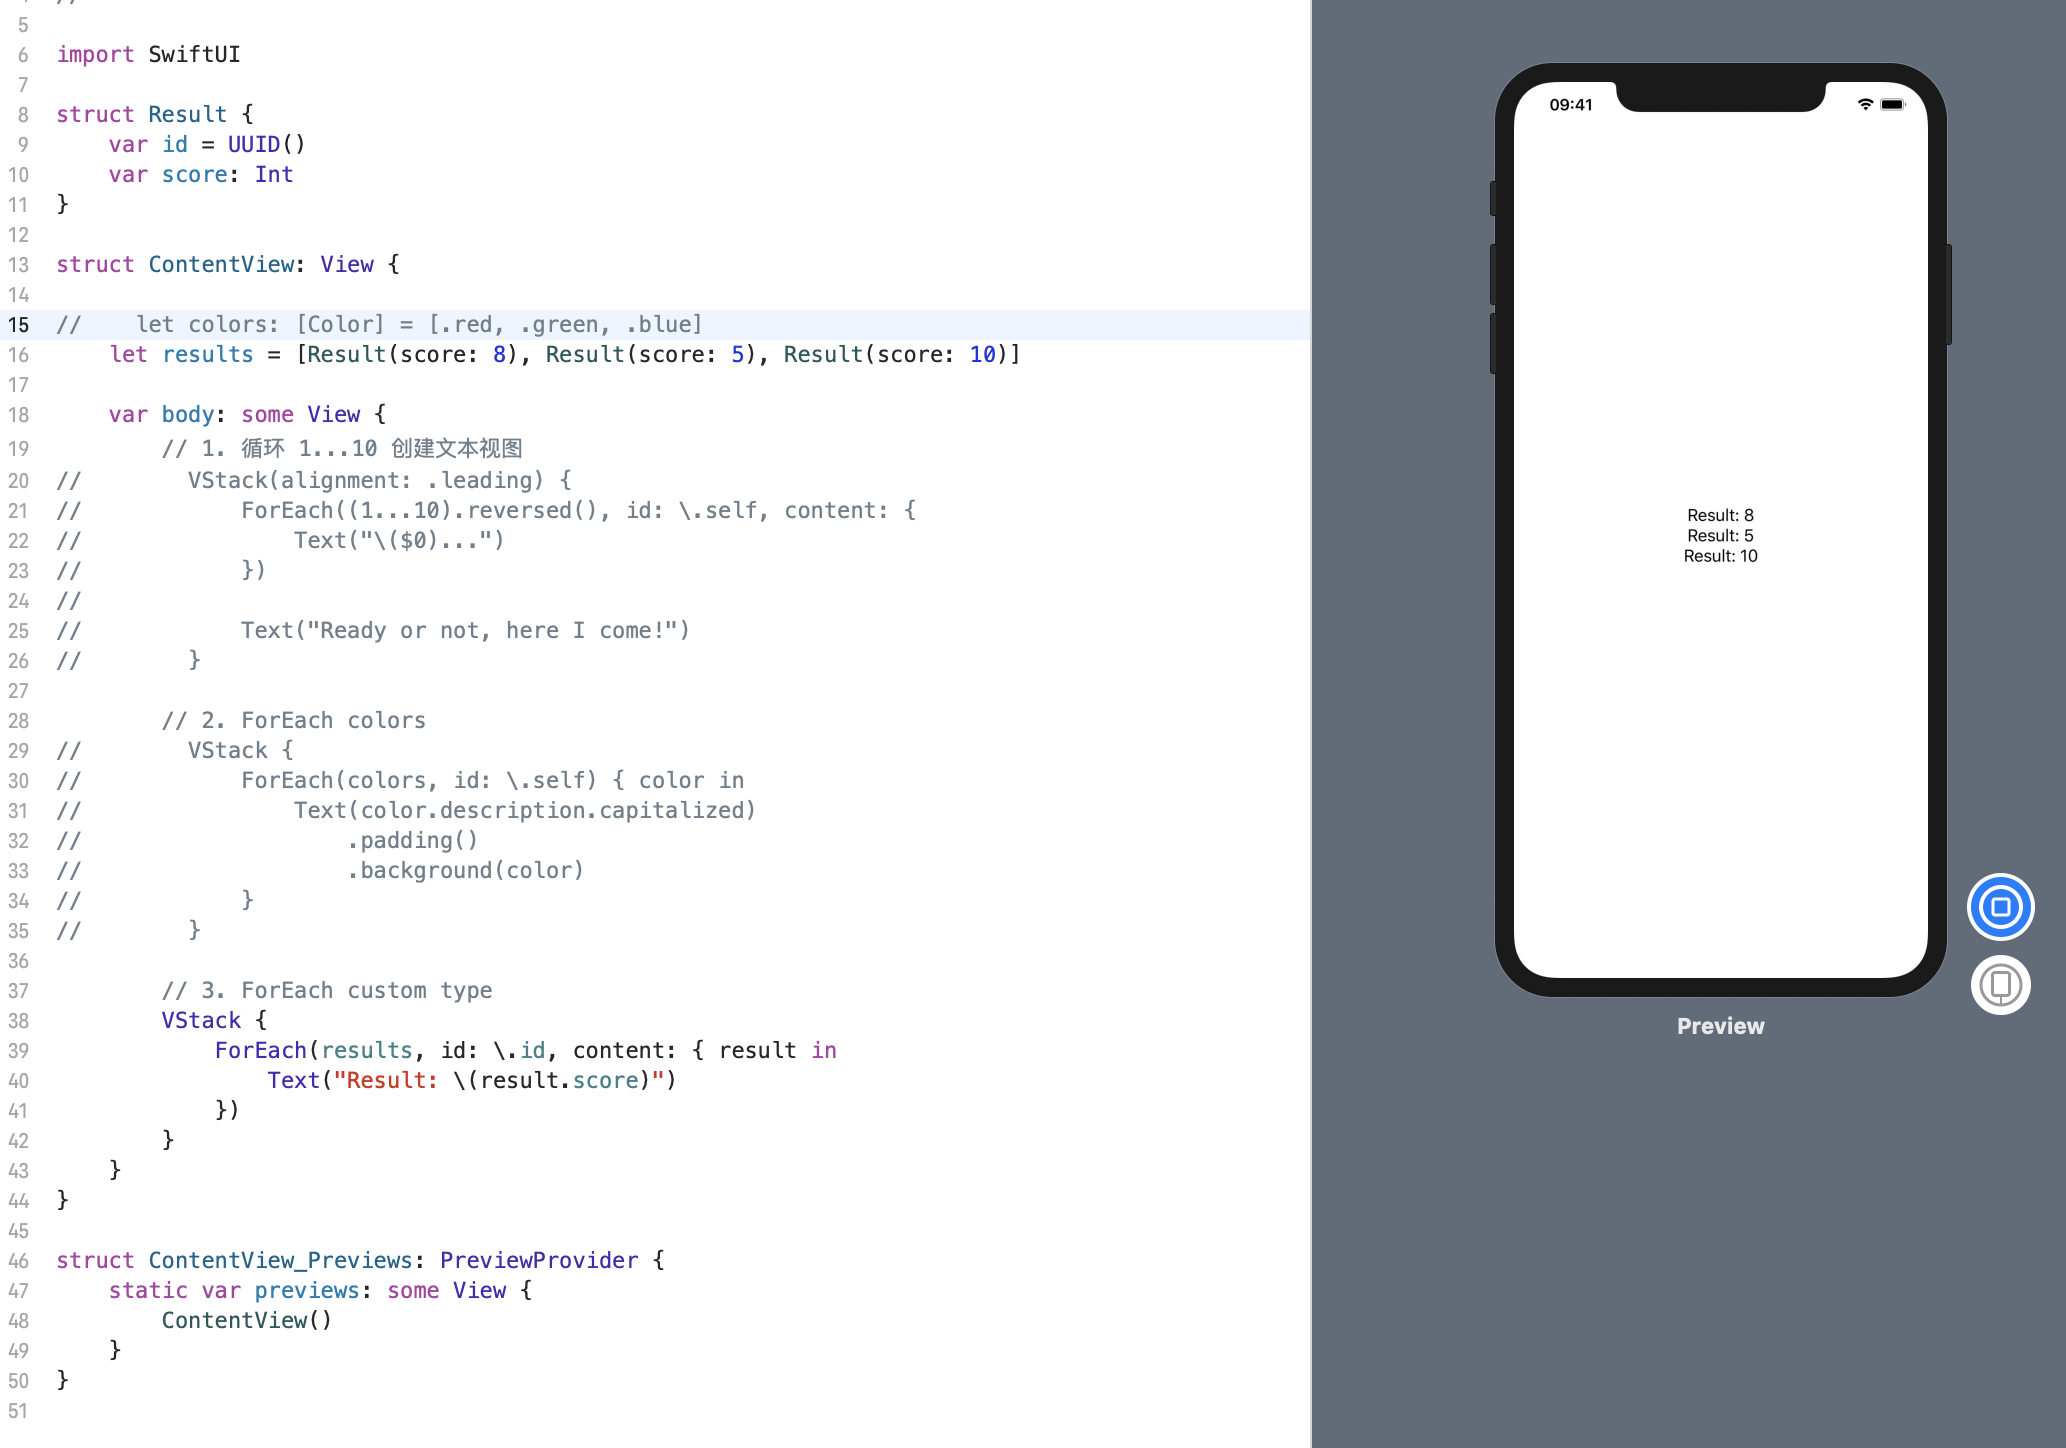 5
6 import SwiftUI
7
8 struct Result {
9 var id = UUID()
10 var score: Int
11 }
12
13 struct ContentView: View {
14
15 // let colors: [Color] = [.red, .green, .blue]
16 let results = [Result(score: 8), Result(score: 5), Result(score: 10)]
17
18 var body: some View {
19 // 1. 循环 1...10 创建文本视图
20 // VStack(alignment: .leading) {
21 // ForEach((1...10).reversed(), id: \.self, content: {
22 // Text("\($0)...")
23 // })
24 //
25 // Text("Ready or not, here I come!")
26 // }
27
28 // 2. ForEach colors
29 // VStack {
30 // ForEach(colors, id: \.self) { color in
31 // Text(color.description.capitalized)
32 // .padding()
33 // .background(color)
34 // }
35 // }
36
37 // 3. ForEach custom type
38 VStack {
39 ForEach(results, id: \.id, content: { result in
40 Text("Result: \(result.score)")
41 })
42 }
43 }
44 }
45
46 struct ContentView_Previews: PreviewProvider {
47 static var previews: some View {
48 ContentView()
49 }
50 }
51
09:41
Result: 8
Result: 5
Result: 10
Preview